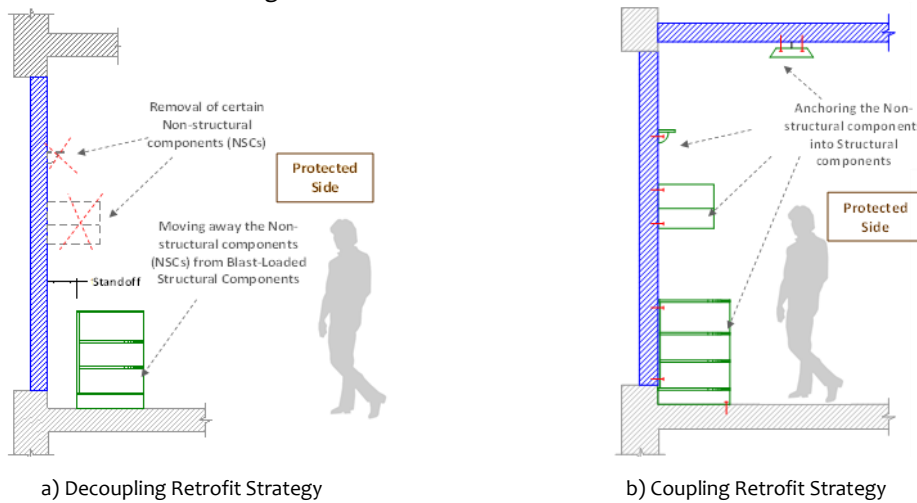 Removal of certain
Non-structural
components (NSCs)
Protected
Side
Moving away the Non-
structural components
(NSCs) from Blast-Loaded
Structural Components
Standoff
a) Decoupling Retrofit Strategy
Anchoring the Non-
structural component
into Structural
components
Protected
Side
b) Coupling Retrofit Strategy